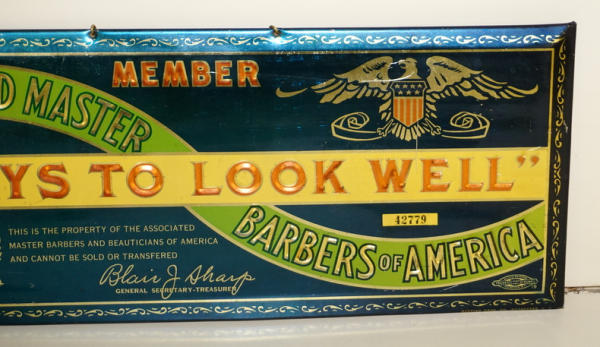 MEMBER
D MASTER
YS TO LOOK WELL”
42779
BARBERS OF AMERICA
THIS IS THE PROPERTY OF THE ASSOCIATED
MASTER BARBERS AND BEAUTICIANS OF AMERICA
AND CANNOT BE SOLD OR TRANSFERED
Blair J Sharp
GENERAL SECRETARY-TREASURER